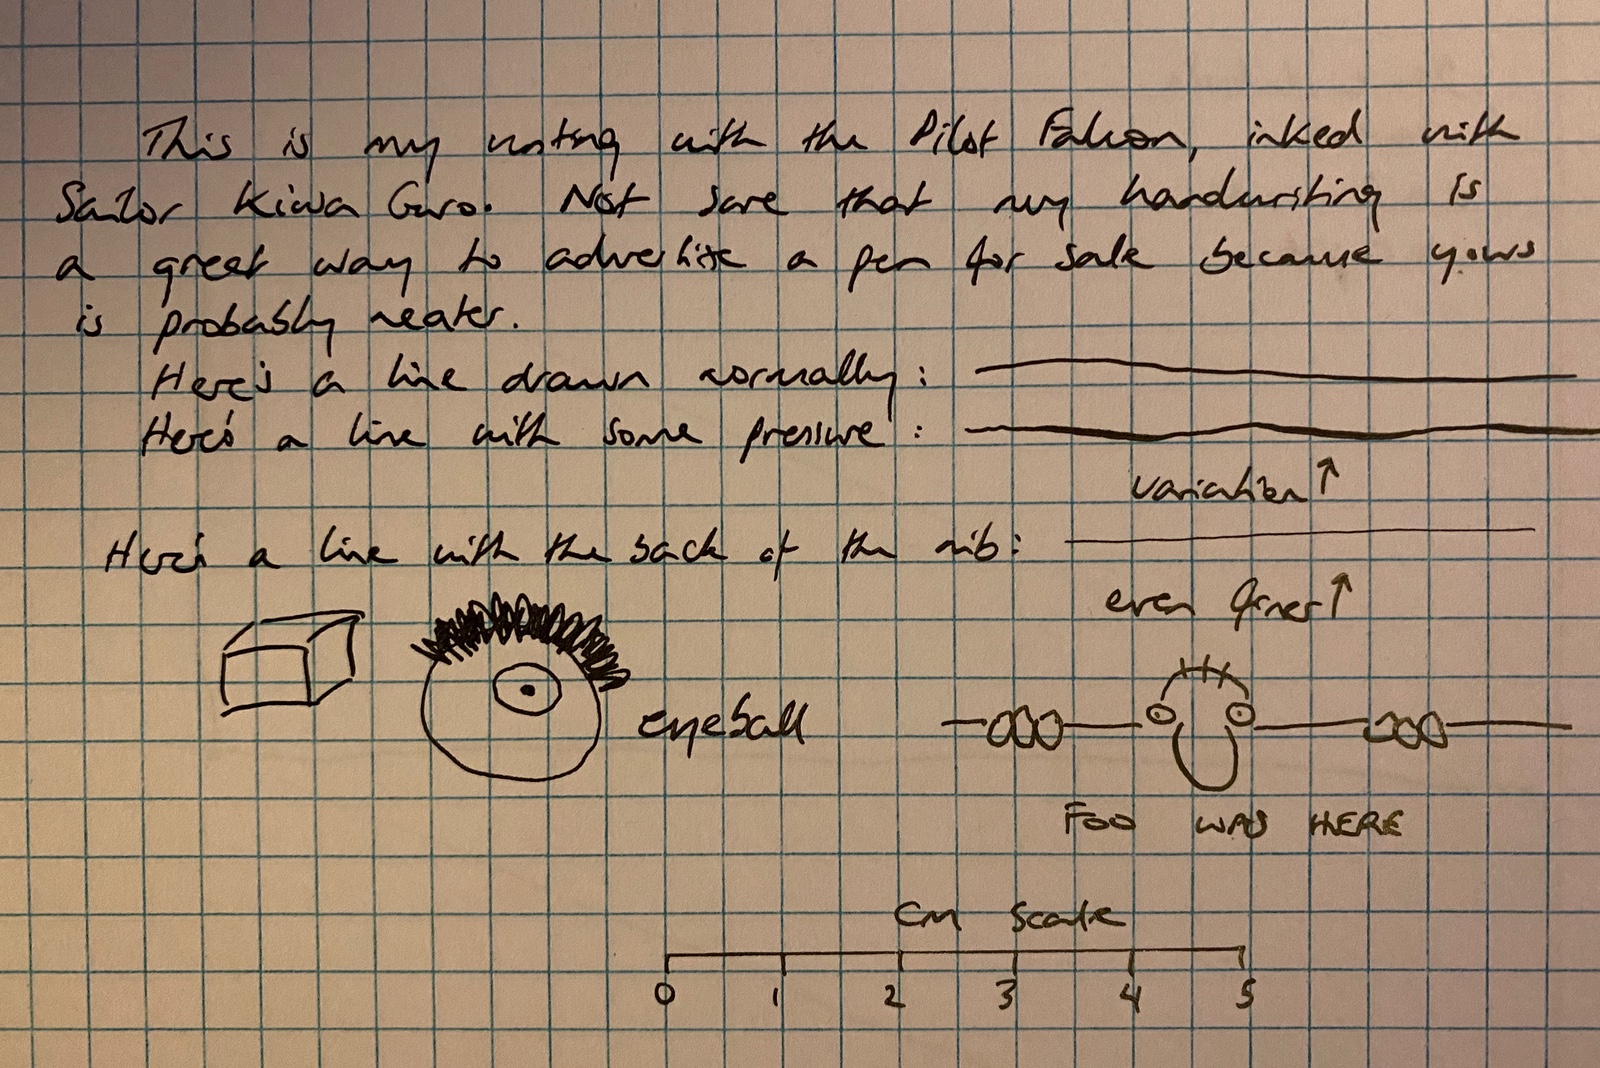 This is my writing with the Pilot Falcon, inked with
Sailor Kiwa Guro. Not sure that my handwriting is
a great way to advertise a pen for sale because yours
is probably neater.
Here's a line drawn normally:
Here's a line with some pressure:
variation↑
Here's a line with the back of the nib:
even finer↑
eyeball
FOO WAS HERE
cm scale
0 1 2 3 4 5